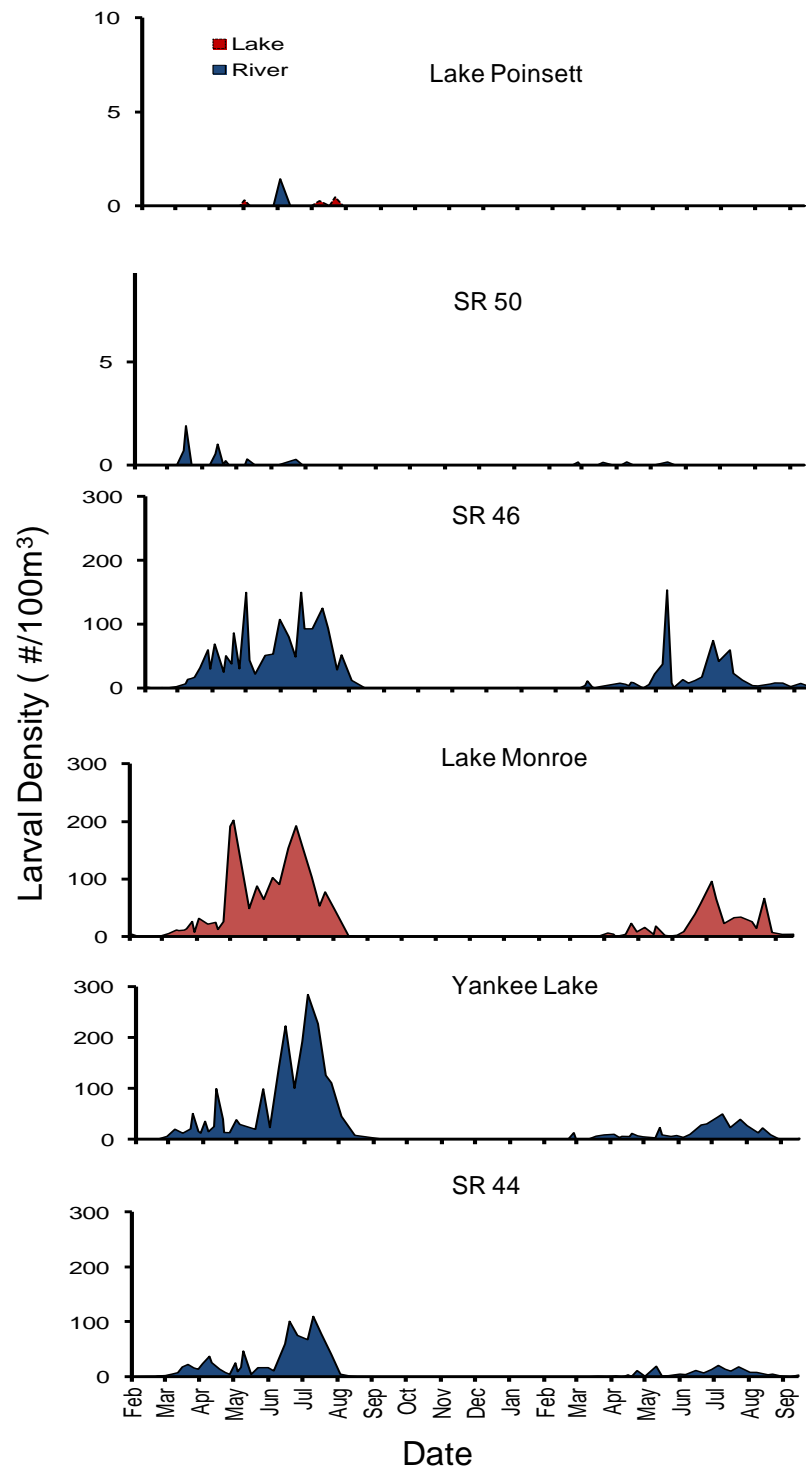 10
Lake
River
Lake Poinsett
5
0
SR 50
5
0
Larval Density ( #/100m³)
300
SR 46
200
100
0
300
Lake Monroe
200
100
0
300
Yankee Lake
200
100
0
SR 44
300
200
100
0
Feb Mar Apr May Jun Jul Aug Sep Oct Nov Dec Jan Feb Mar Apr May Jun Jul Aug Sep
Date